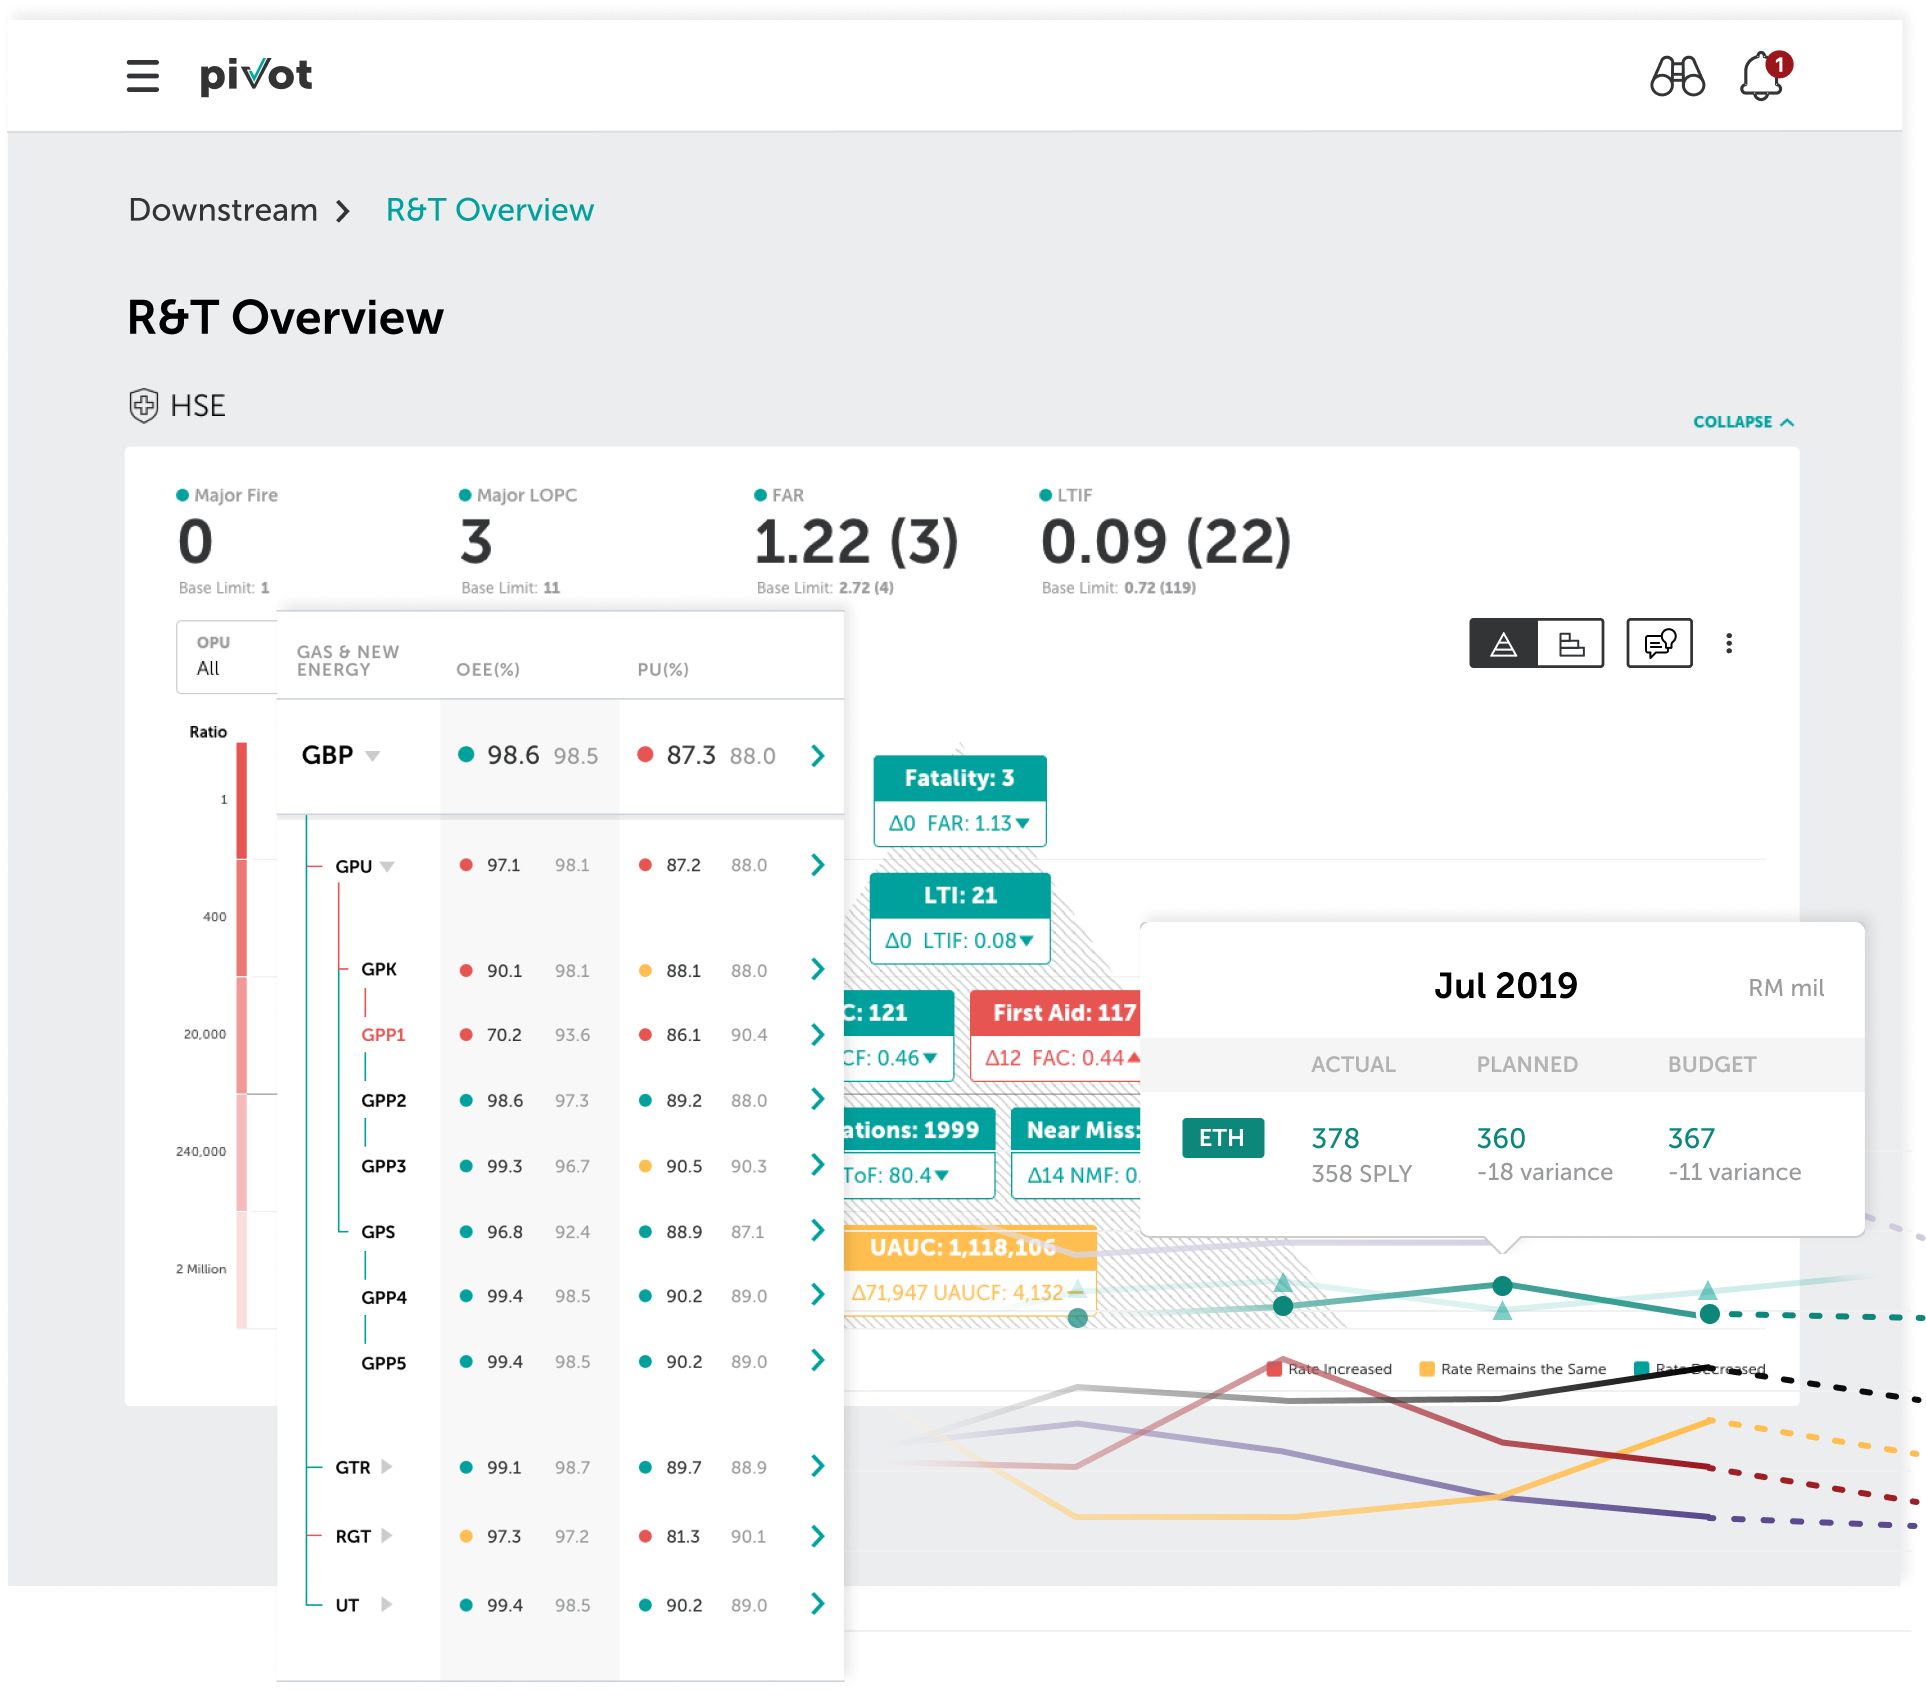 pivot
1
Downstream
R&T Overview
R&T Overview
HSE
COLLAPSE
Major Fire
0
Base Limit: 1
Major LOPC
3
Base Limit: 11
FAR
1.22 (3)
Base Limit: 2.72 (4)
LTIF
0.09 (22)
Base Limit: 0.72 (119)
OPU
All
Ratio
1
400
20,000
240,000
2 Million
GAS & NEW
ENERGY
OEE(%)
PU(%)
GBP 98.6 98.5 87.3 88.0
GPU 97.1 98.1 87.2 88.0
GPK 90.1 98.1 88.1 88.0
GPP1 70.2 93.6 86.1 90.4
GPP2 98.6 97.3 89.2 88.0
GPP3 99.3 96.7 90.5 90.3
GPS 96.8 92.4 88.9 87.1
GPP4 99.4 98.5 90.2 89.0
GPP5 99.4 98.5 90.2 89.0
GTR 99.1 98.7 89.7 88.9
RGT 97.3 97.2 81.3 90.1
UT 99.4 98.5 90.2 89.0
Fatality: 3
Δ0 FAR: 1.13▼
LTI: 21
Δ0 LTIF: 0.08▼
C: 121
CF: 0.46▼
First Aid: 117
Δ12 FAC: 0.44▲
ations: 1999
ToF: 80.4▼
Near Miss:
Δ14 NMF: 0.
UAUC: 1,118,106
Δ71,947 UAUCF: 4,132
Jul 2019
RM mil
ACTUAL PLANNED BUDGET
ETH 378 360 367
358 SPLY -18 variance -11 variance
Rate Increased
Rate Remains the Same
Rate Decreased